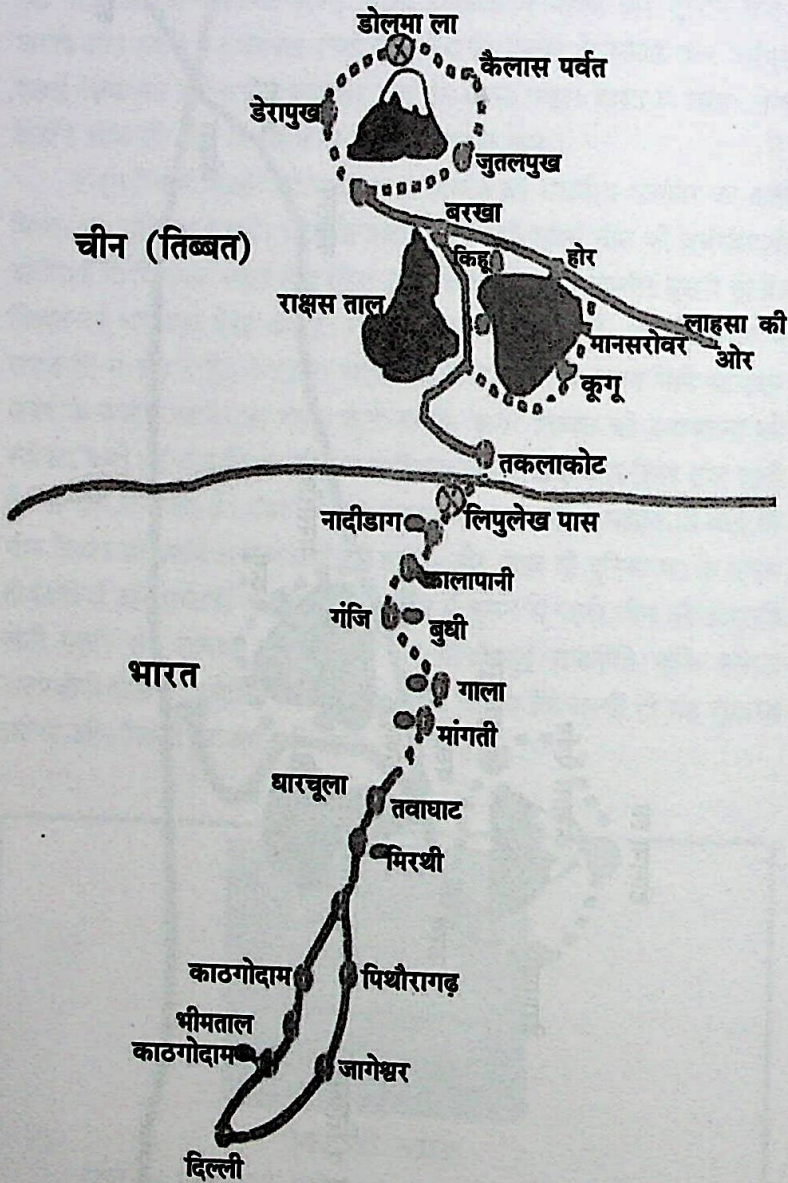 डोलमा ला
कैलास पर्वत
डेरापुख
जुतलपुख
बरखा
चीन (तिब्बत)
किहू
होर
राक्षस ताल
लाहसा की
ओर
मानसरोवर
कूगू
तकलाकोट
लिपुलेख पास
नादीडाग
कालापानी
गंजि
बुधी
भारत
गाला
मांगती
धारचूला
तवाघाट
मिरथी
काठगोदाम
पिथौरागढ़
भीमताल
काठगोदाम
जागेश्वर
दिल्ली